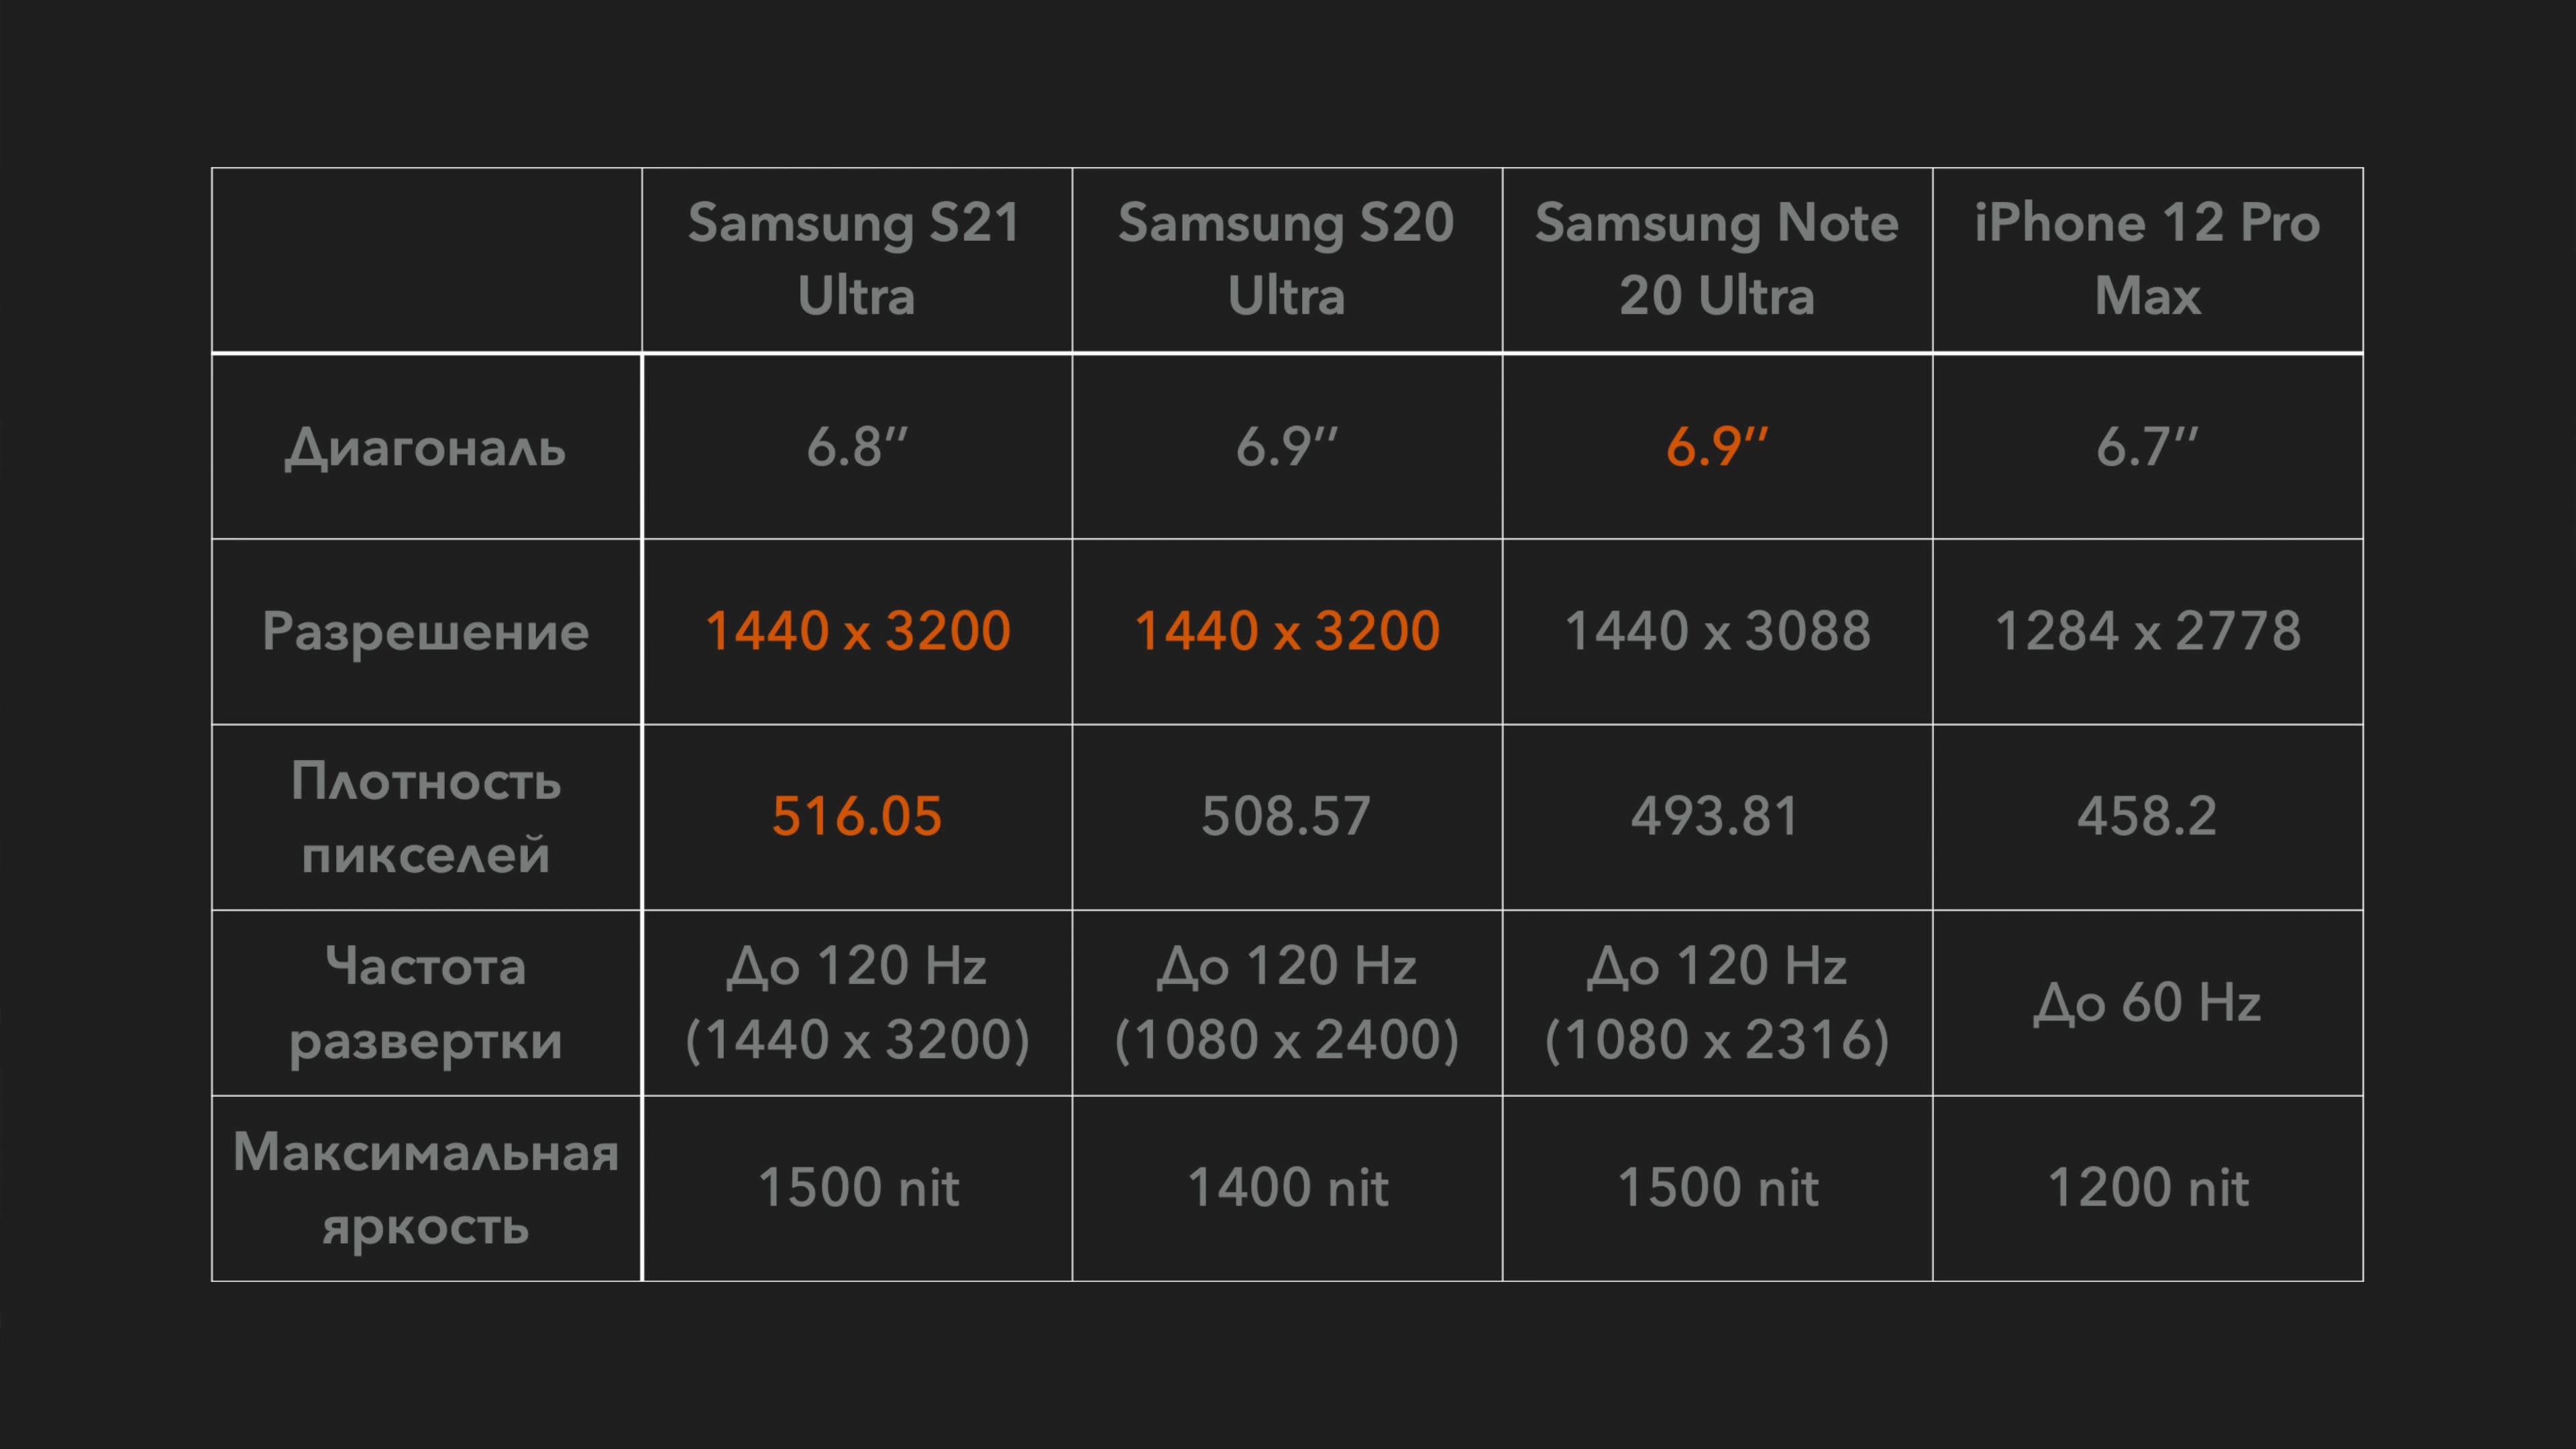 Samsung S21 Ultra
Samsung S20 Ultra
Samsung Note 20 Ultra
iPhone 12 Pro Max
Диагональ 6.8″ 6.9″ 6.9″ 6.7″
Разрешение 1440 x 3200 1440 x 3200 1440 x 3088 1284 x 2778
Плотность пикселей 516.05 508.57 493.81 458.2
Частота развертки До 120 Hz (1440 x 3200) До 120 Hz (1080 x 2400) До 120 Hz (1080 x 2316) До 60 Hz
Максимальная яркость 1500 nit 1400 nit 1500 nit 1200 nit